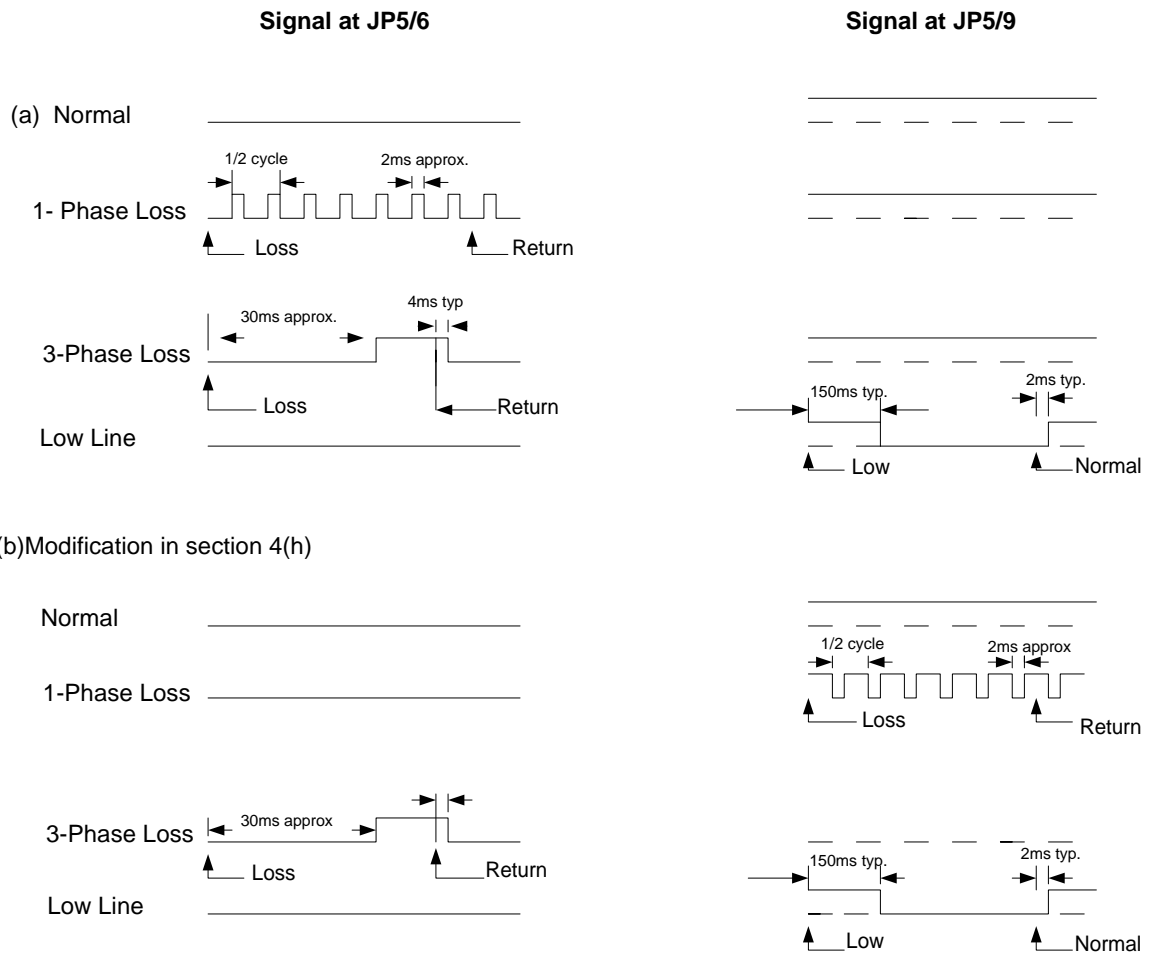 Signal at JP5/6
Signal at JP5/9
(a) Normal
1/2 cycle
2ms approx.
1- Phase Loss
Loss
Return
4ms typ
30ms approx.
3-Phase Loss
2ms typ.
150ms typ.
Loss
Return
Low Line
Low
Normal
(b)Modification in section 4(h)
Normal
1/2 cycle
2ms approx
1-Phase Loss
Loss
Return
30ms approx
3-Phase Loss
2ms typ.
150ms typ.
Loss
Return
Low Line
Low
Normal